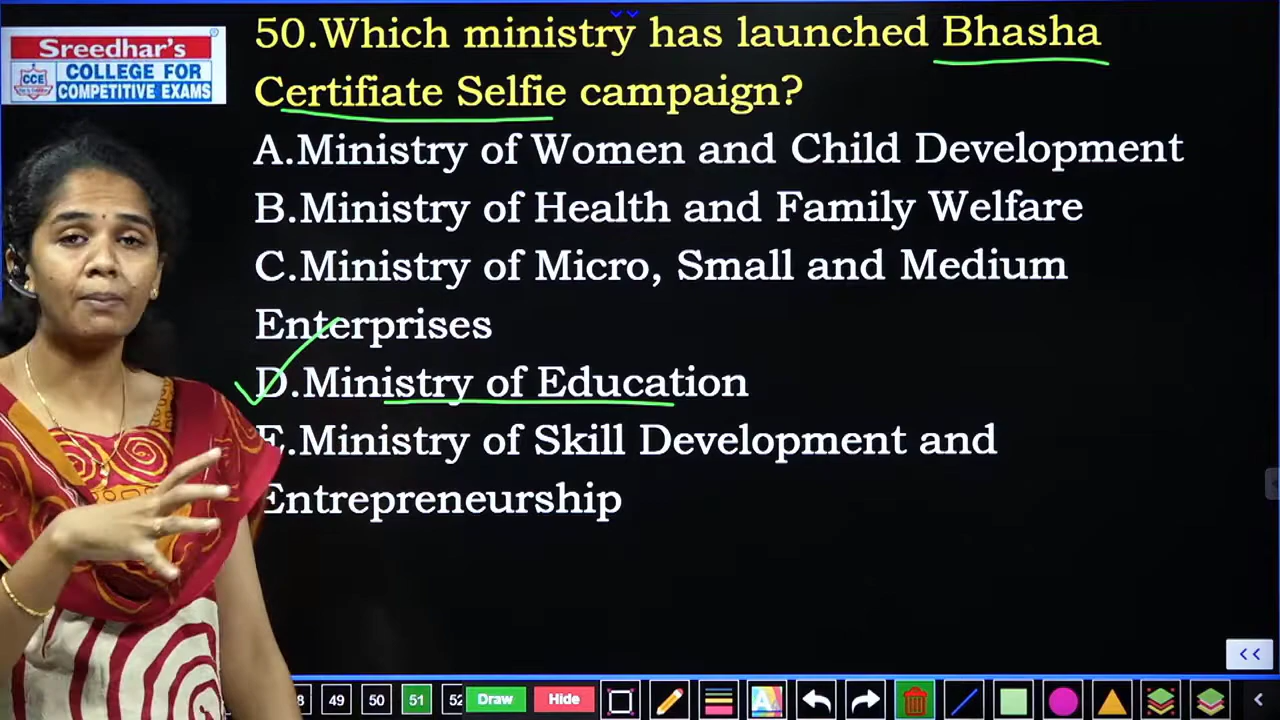 Sreedhar's
CCE
COLLEGE FOR
COMPETITIVE EXAMS
50.Which ministry has launched Bhasha
Certifiate Selfie campaign?
A.Ministry of Women and Child Development
B.Ministry of Health and Family Welfare
C.Ministry of Micro, Small and Medium
Enterprises
D.Ministry of Education
E.Ministry of Skill Development and
Entrepreneurship
8 49 50 51 52 Draw Hide A